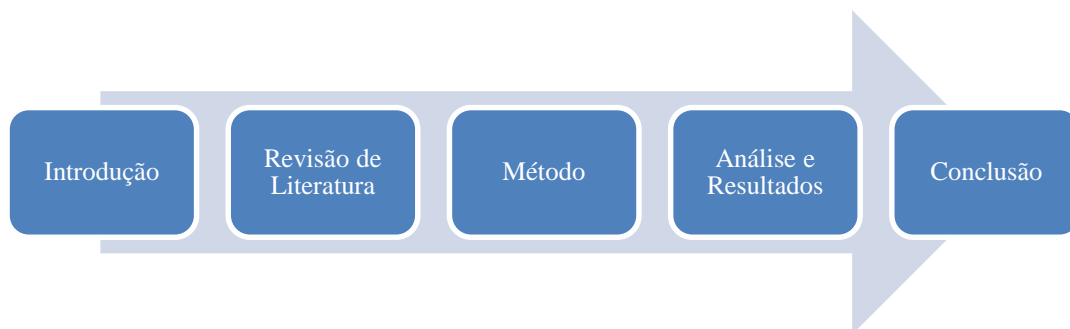 Introdução
Revisão de
Literatura
Método
Análise e
Resultados
Conclusão